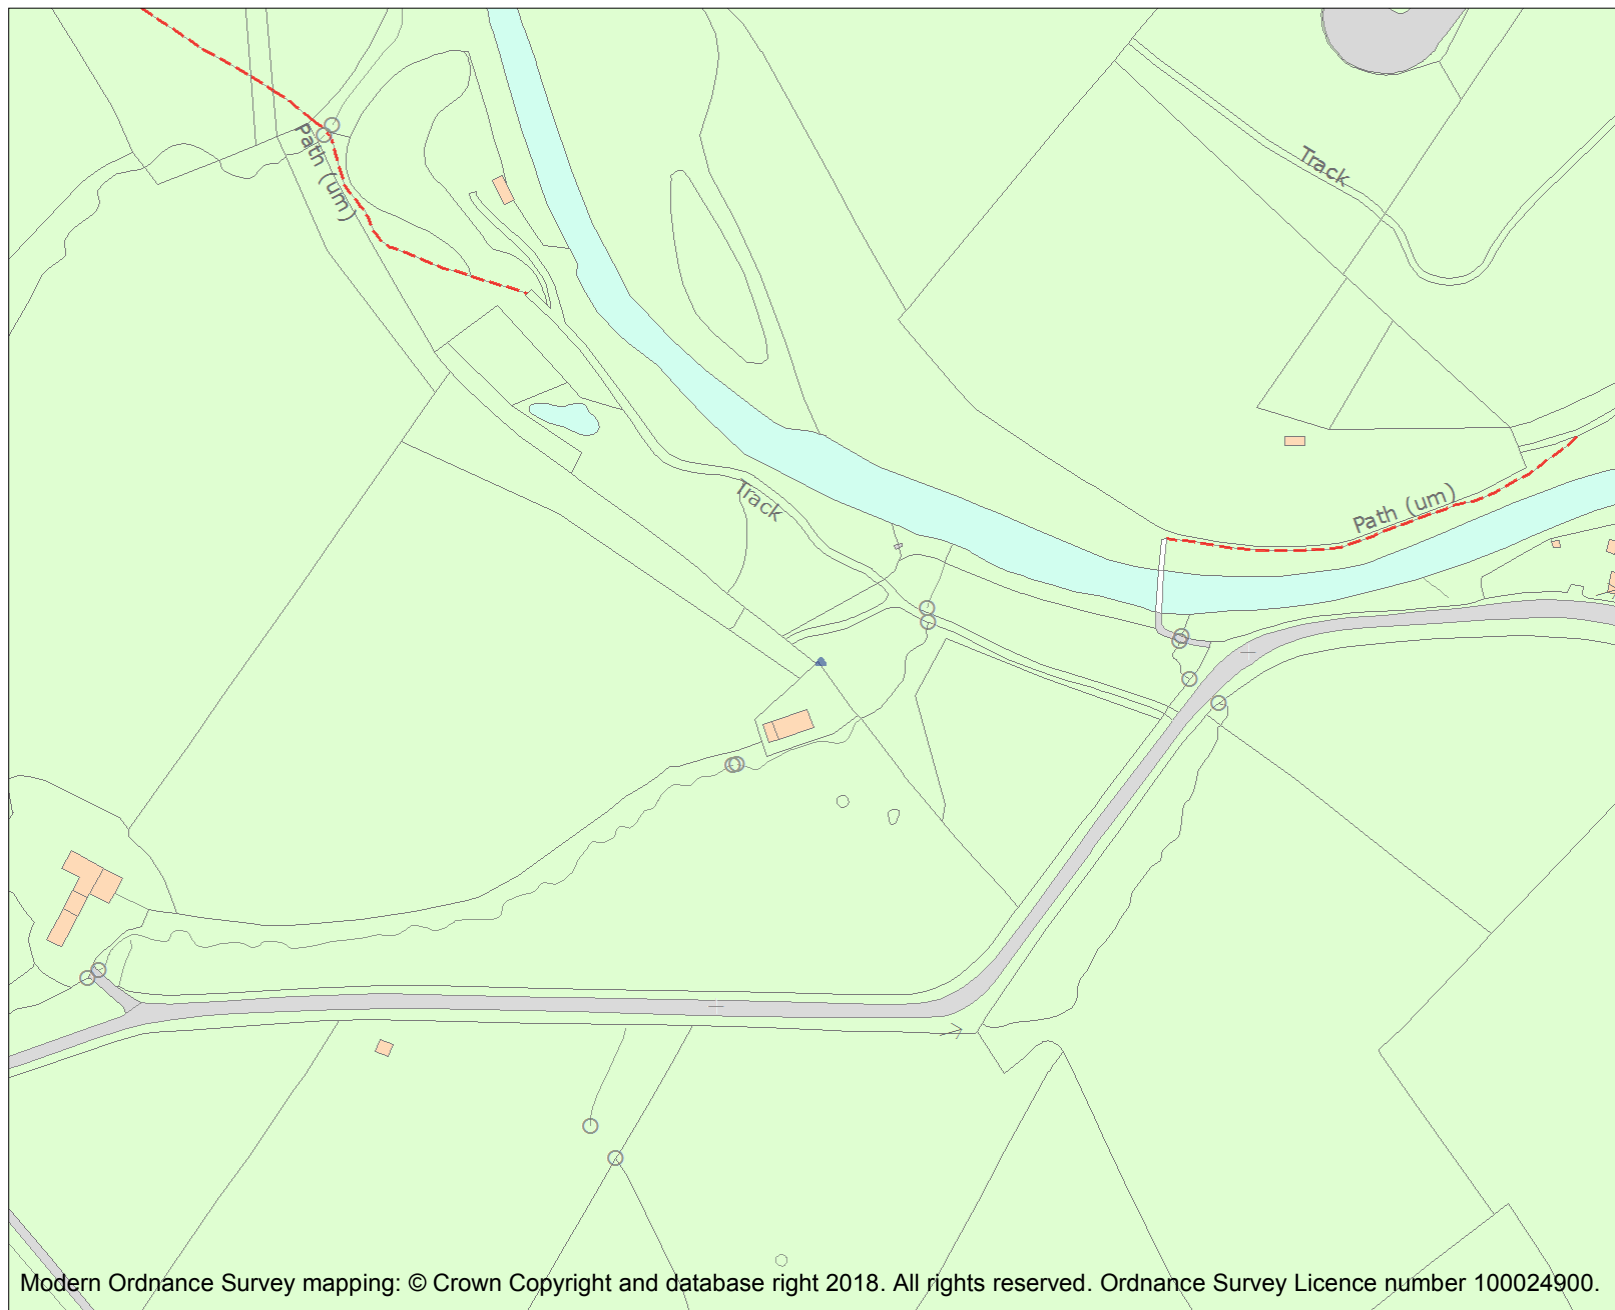 Path (um)
Track
Track
Path (um)
Modern Ordnance Survey mapping: © Crown Copyright and database right 2018. All rights reserved. Ordnance Survey Licence number 100024900.